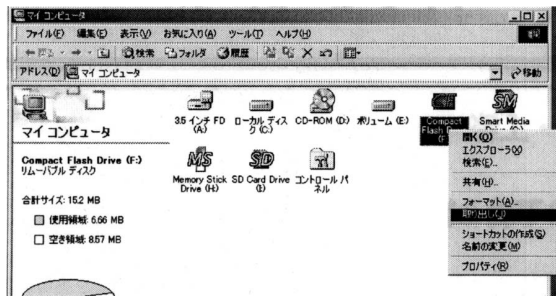 マイ コンピュータ
ファイル(F) 編集(E) 表示(V) お気に入り(A) ツール(T) ヘルプ(H)
戻る 検索 フォルダ 履歴
アドレス(D) マイ コンピュータ 移動
マイ コンピュータ
Compact Flash Drive (F:)
リムーバブル ディスク
合計サイズ: 15.2 MB
使用領域: 6.66 MB
空き領域: 8.57 MB
3.5 インチ FD (A:)
ローカル ディスク (C:)
CD-ROM (D:)
ボリューム (E:)
Compact Flash
SM
Smart Media
MS
Memory Stick Drive (H:)
SD
SD Card Drive (I:)
コントロール パネル
開く(O)
エクスプローラ(X)
検索(E)...
共有(H)...
フォーマット(A)...
取り出し(J)
ショートカットの作成(S)
名前の変更(M)
プロパティ(R)